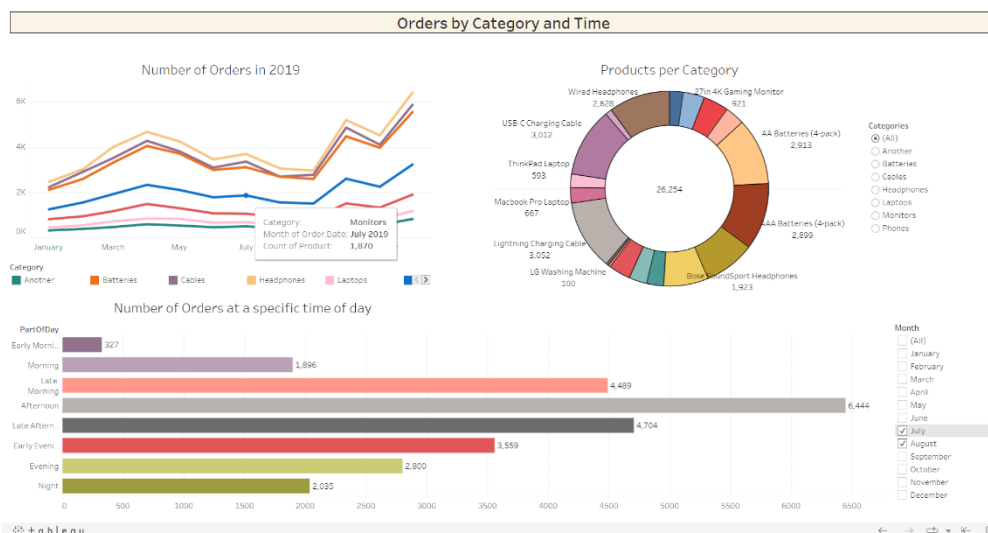 Orders by Category and Time
Number of Orders in 2019
6K
4K
2K
0K
January
March
May
July
Category: Monitors
Month of Order.Date: July 2019
Count of Product: 1,870
Category
Another
Batteries
Cables
Headphones
Laptops
Products per Category
Wired Headphones
2,628
27in 4K Gaming Monitor
921
USB-C Charging Cable
3,012
AA Batteries (4-pack)
2,913
ThinkPad Laptop
593
26,254
Macbook Pro Laptop
667
AAA Batteries (4-pack)
2,899
Lightning Charging Cable
3,052
LG Washing Machine
100
Bose SoundSport Headphones
1,923
Categories
(All)
Another
Batteries
Cables
Headphones
Laptops
Monitors
Phones
Number of Orders at a specific time of day
PartOfDay
Early Morni..
327
Morning
1,896
Late
Morning
4,489
Afternoon
6,444
Late Aftern..
4,704
Early Eveni..
3,559
Evening
2,800
Night
2,035
0 500 1000 1500 2000 2500 3000 3500 4000 4500 5000 5500 6000 6500
Month
(All)
January
February
March
April
May
June
July
August
September
October
November
December
tableau